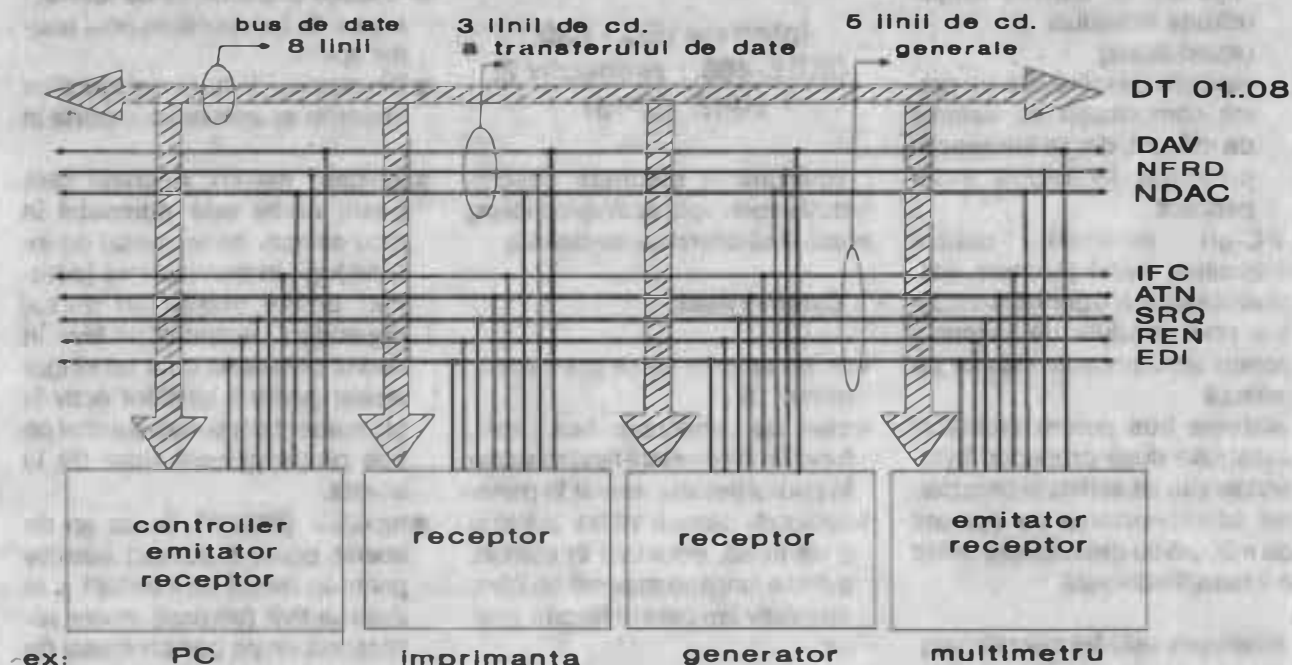 bus de date
8 linii
3 linii de cd.
a transferului de date
5 linii de cd.
generale
DT 01..08
DAV
NFRD
NDAC
IFC
ATN
SRQ
REN
EDI
controller
emitator
receptor
receptor
receptor
emitator
receptor
ex:
PC
imprimanta
generator
multimetru